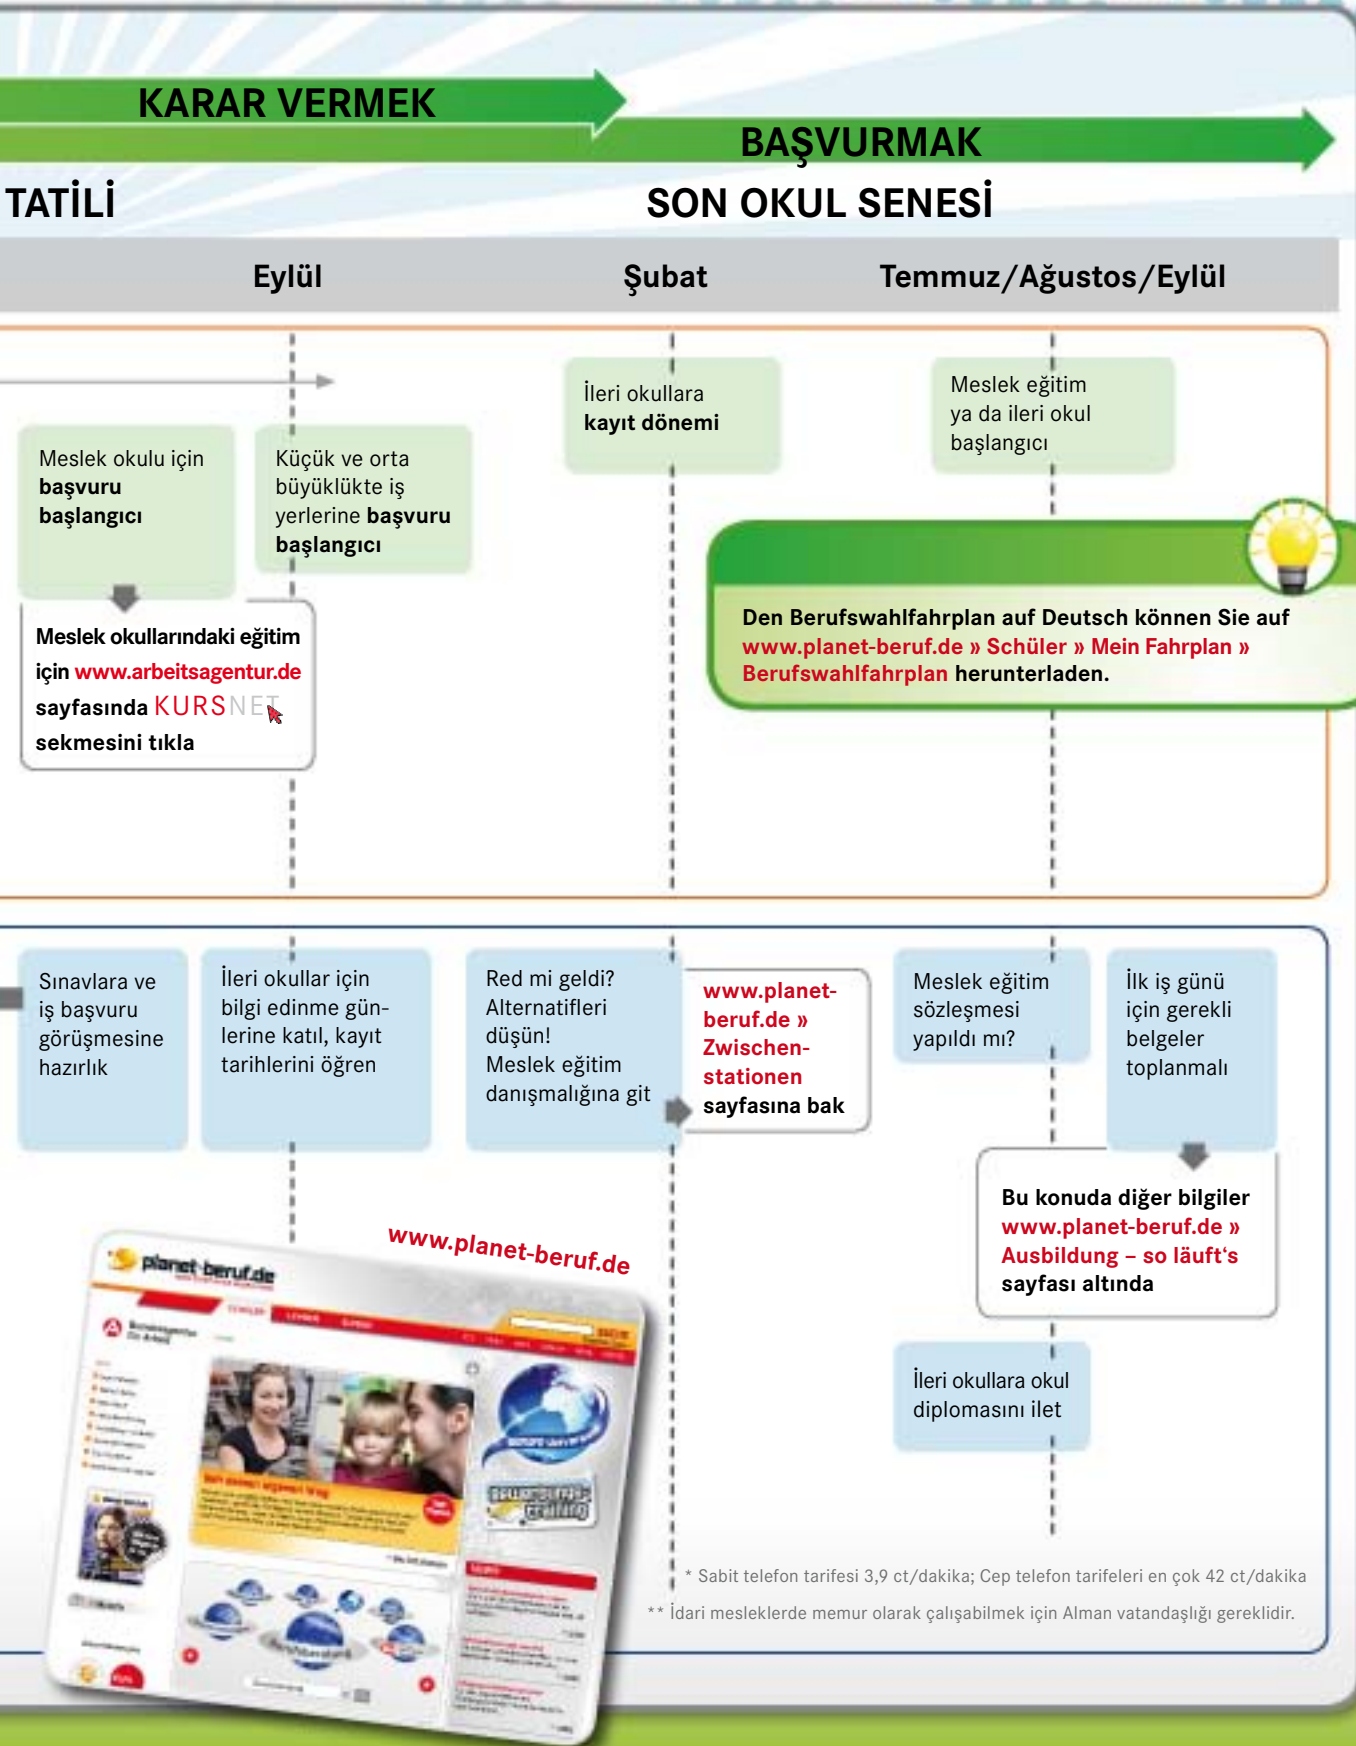 KARAR VERMEK
BAŞVURMAK
TATİLİ
SON OKUL SENESİ
Eylül
Şubat
Temmuz/Ağustos/Eylül
Meslek okulu için
başvuru
başlangıcı
Küçük ve orta
büyüklükte iş
yerlerine başvuru
başlangıcı
İleri okullara
kayıt dönemi
Meslek eğitim
ya da ileri okul
başlangıcı
Meslek okullarındaki eğitim
için www.arbeitsagentur.de
sayfasında KURSNET
sekmesini tıkla
Den Berufswahlfahrplan auf Deutsch können Sie auf
www.planet-beruf.de » Schüler » Mein Fahrplan »
Berufswahlfahrplan herunterladen.
Sınavlara ve
iş başvuru
görüşmesine
hazırlık
İleri okullar için
bilgi edinme gün-
lerine katıl, kayıt
tarihlerini öğren
Red mi geldi?
Alternatifleri
düşün!
Meslek eğitim
danışmalığına git
www.planet-
beruf.de »
Zwischen-
stationen
sayfasına bak
Meslek eğitim
sözleşmesi
yapıldı mı?
İlk iş günü
için gerekli
belgeler
toplanmalı
Bu konuda diğer bilgiler
www.planet-beruf.de »
Ausbildung – so läuft‘s
sayfası altında
İleri okullara okul
diplomasını ilet
www.planet-beruf.de
planet-beruf.de
Bundesagentur
für Arbeit
* Sabit telefon tarifesi 3,9 ct/dakika; Cep telefon tarifeleri en çok 42 ct/dakika
** İdari mesleklerde memur olarak çalışabilmek için Alman vatandaşlığı gereklidir.